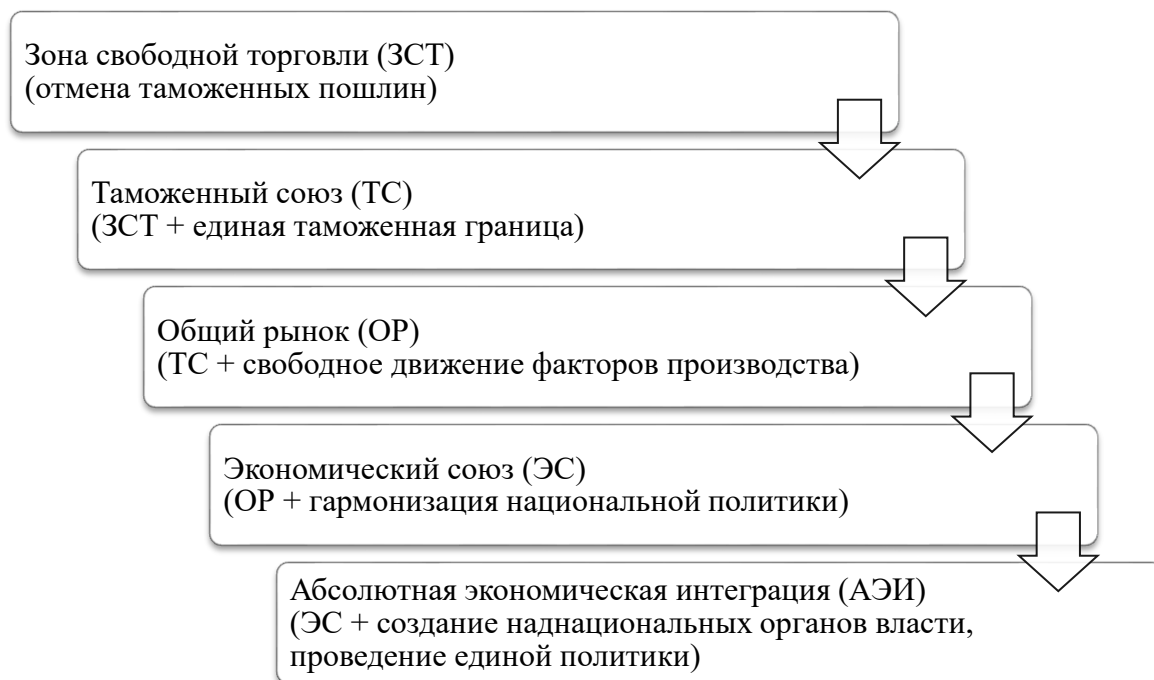 Зона свободной торговли (ЗСТ)
(отмена таможенных пошлин)
Таможенный союз (ТС)
(ЗСТ + единая таможенная граница)
Общий рынок (ОР)
(ТС + свободное движение факторов производства)
Экономический союз (ЭС)
(ОР + гармонизация национальной политики)
Абсолютная экономическая интеграция (АЭИ)
(ЭС + создание наднациональных органов власти,
проведение единой политики)